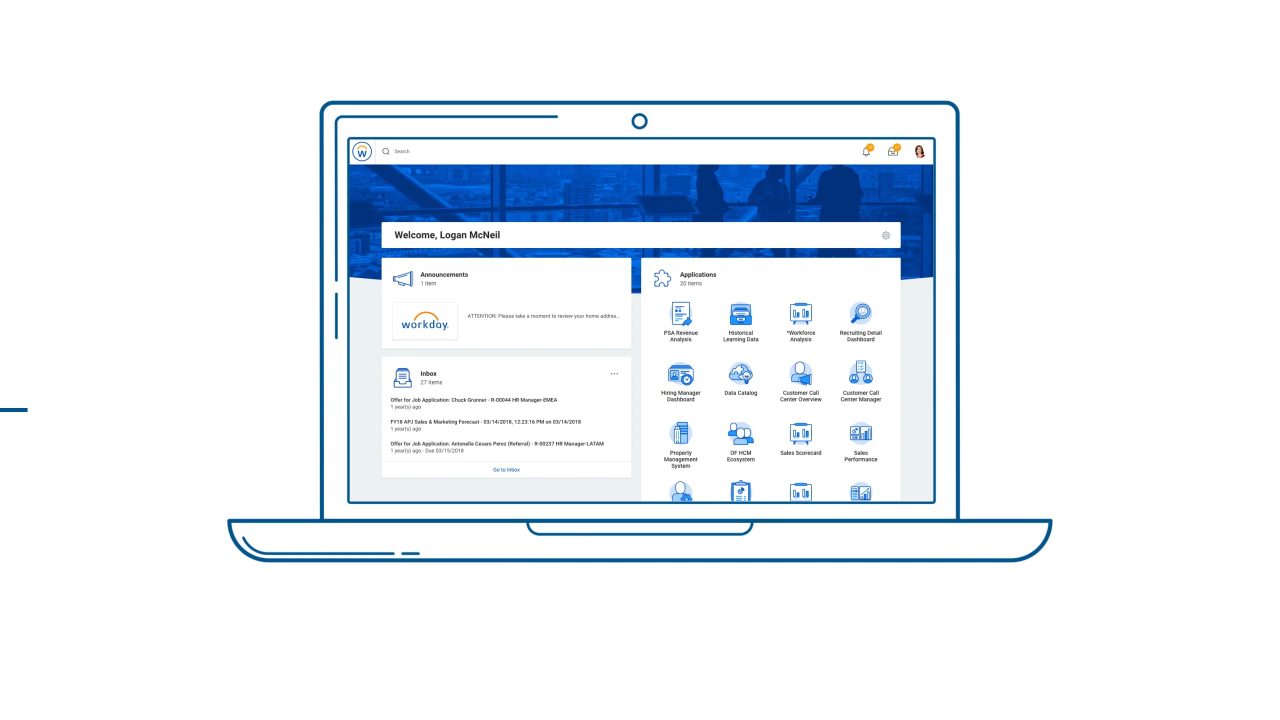 W
Search
Welcome, Logan McNeil
Announcements
1 item
workday.
ATTENTION: Please take a moment to review your home addres...
Inbox
27 items
Offer for Job Application: Chuck Grunner - R-00044 HR Manager-EMEA
1 year(s) ago
FY18 APJ Sales & Marketing Forecast - 03/14/2018, 12:23:16 PM on 03/14/2018
1 year(s) ago
Offer for Job Application: Antonella Cesaro Perez (Referral) - R-00237 HR Manager-LATAM
1 year(s) ago - Due 03/15/2018
Go to Inbox
Applications
20 items
PSA Revenue
Analysis
Historical
Learning Data
*Workforce
Analysis
Recruiting Detail
Dashboard
Hiring Manager
Dashboard
Data Catalog
Customer Call
Center Overview
Customer Call
Center Manager
Property
Management
System
OF HCM
Ecosystem
Sales Scorecard
Sales
Performance